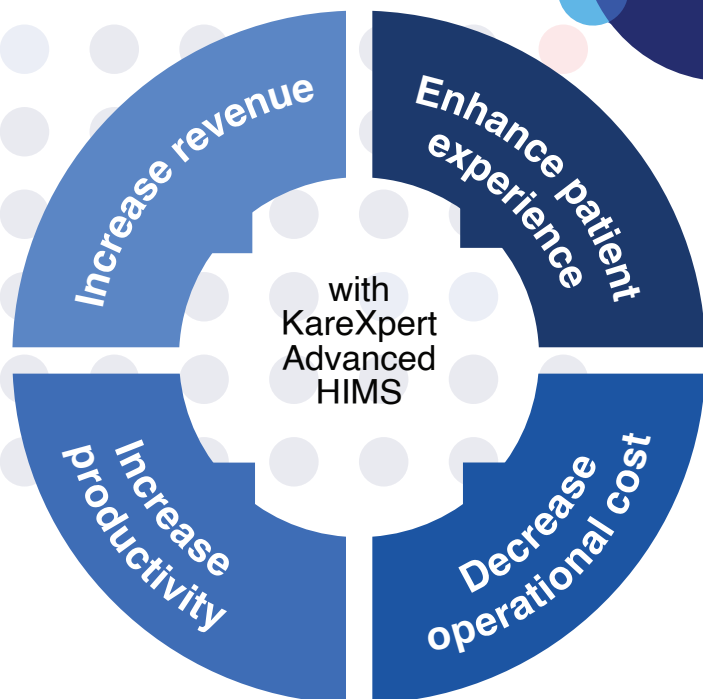 Increase revenue
Enhance patient
experience
with
KareXpert
Advanced
HIMS
Increase
productivity
Decrease
operational cost